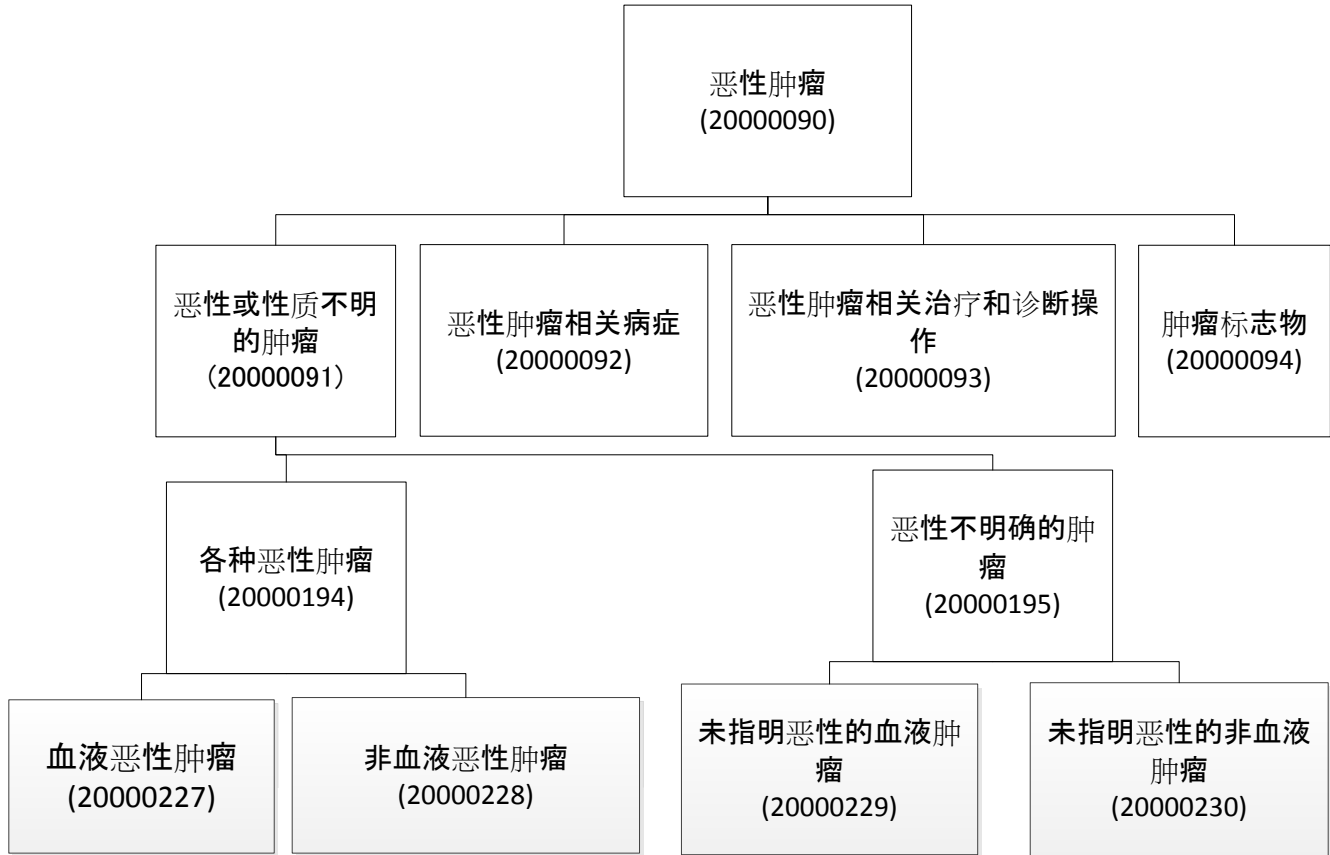 恶性肿瘤
(20000090)
恶性或性质不明
的肿瘤
（20000091）
恶性肿瘤相关病症
(20000092)
恶性肿瘤相关治疗和诊断操
作
(20000093)
肿瘤标志物
(20000094)
各种恶性肿瘤
(20000194)
恶性不明确的肿
瘤
(20000195)
血液恶性肿瘤
(20000227)
非血液恶性肿瘤
(20000228)
未指明恶性的血液肿
瘤
(20000229)
未指明恶性的非血液
肿瘤
(20000230)